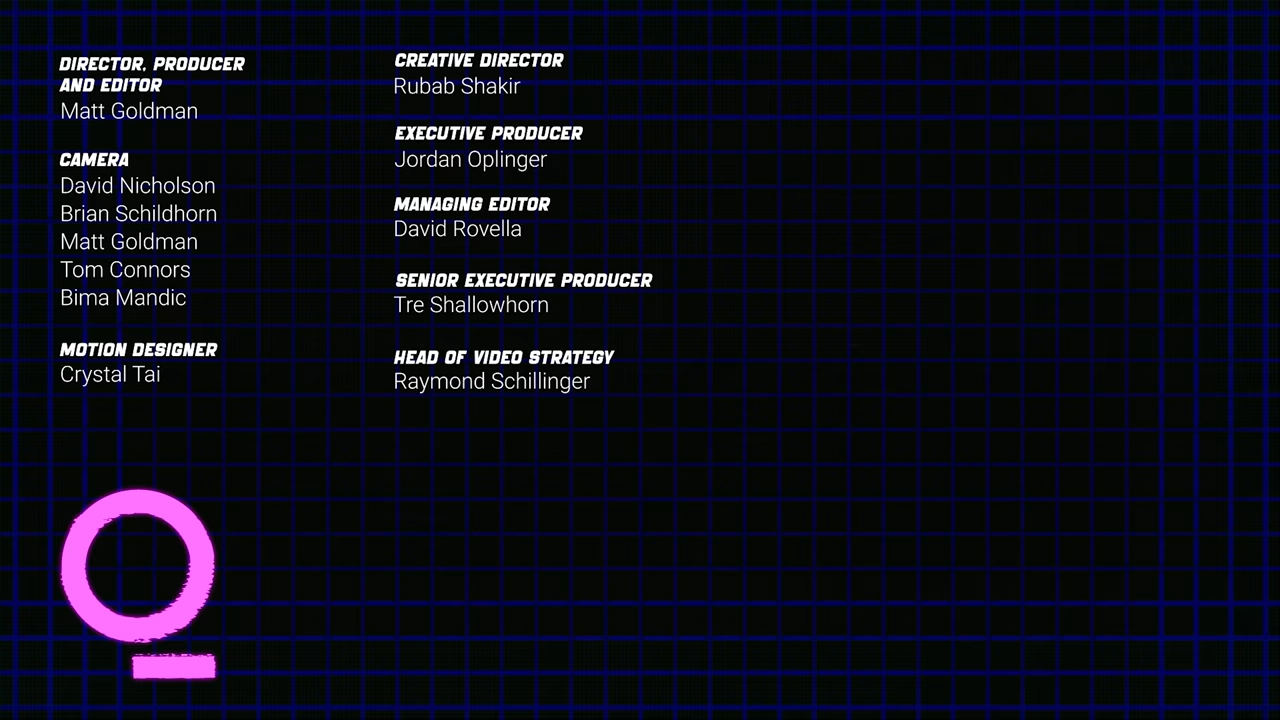 DIRECTOR, PRODUCER
AND EDITOR
Matt Goldman
CAMERA
David Nicholson
Brian Schildhorn
Matt Goldman
Tom Connors
Bima Mandic
MOTION DESIGNER
Crystal Tai
CREATIVE DIRECTOR
Rubab Shakir
EXECUTIVE PRODUCER
Jordan Oplinger
MANAGING EDITOR
David Rovella
SENIOR EXECUTIVE PRODUCER
Tre Shallowhorn
HEAD OF VIDEO STRATEGY
Raymond Schillinger